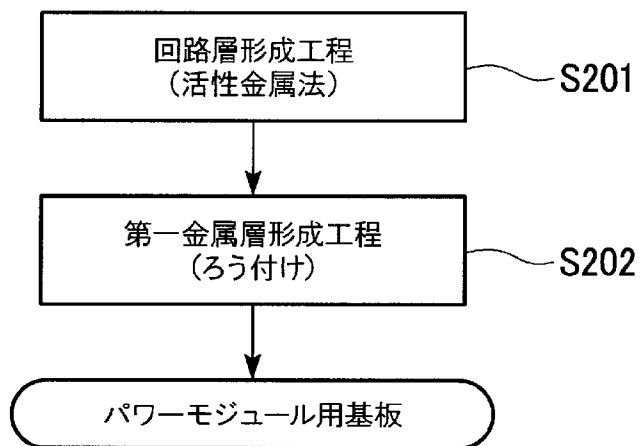 回路層形成工程
(活性金属法)
S201
第一金属層形成工程
(ろう付け)
S202
パワーモジュール用基板